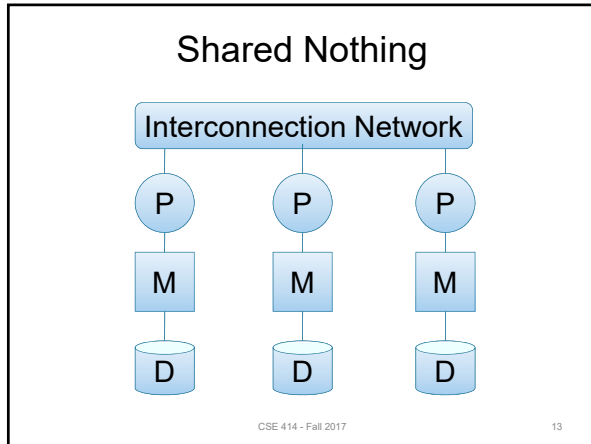 Shared Nothing
Interconnection Network
P P P
M M M
D D D
CSE 414 - Fall 2017 13